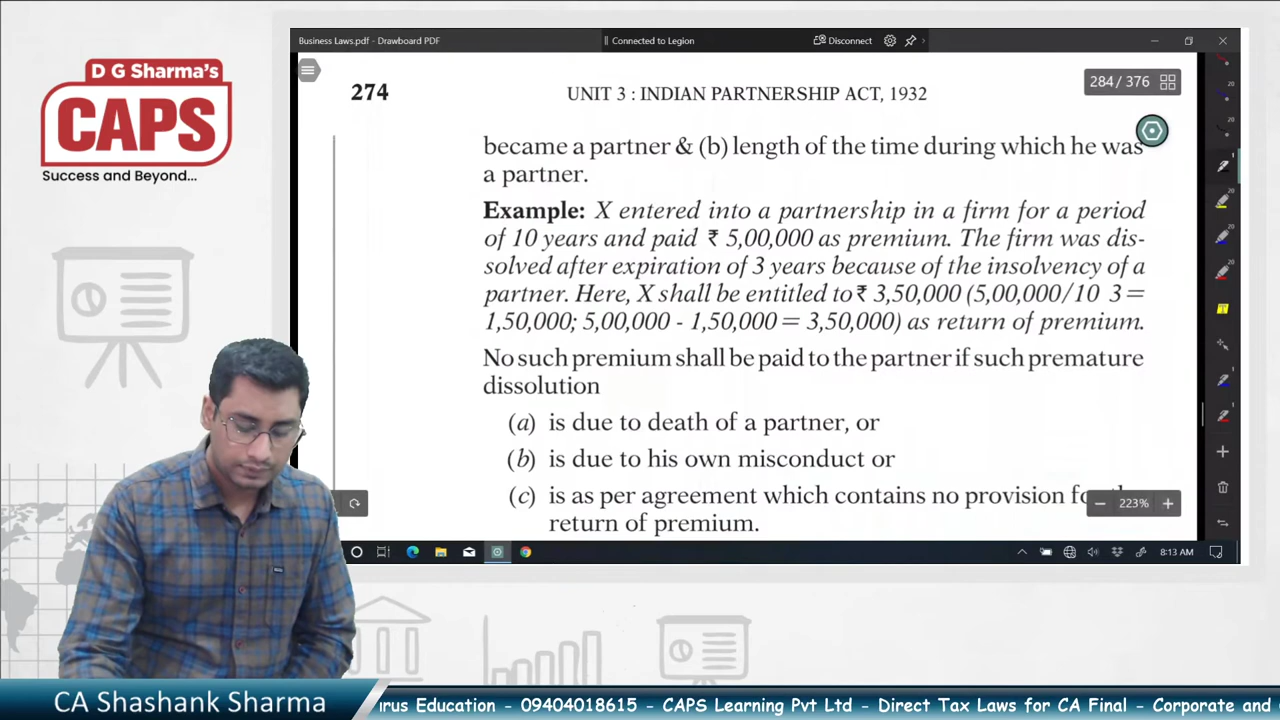 D G Sharma's
CAPS
Success and Beyond...
Business Laws.pdf - Drawboard PDF
Connected to Legion
Disconnect
274
UNIT 3 : INDIAN PARTNERSHIP ACT, 1932
284 / 376
became a partner & (b) length of the time during which he was
a partner.
Example: X entered into a partnership in a firm for a period
of 10 years and paid ₹ 5,00,000 as premium. The firm was dis-
solved after expiration of 3 years because of the insolvency of a
partner. Here, X shall be entitled to ₹ 3,50,000 (5,00,000/10 3 =
1,50,000; 5,00,000 - 1,50,000 = 3,50,000) as return of premium.
No such premium shall be paid to the partner if such premature
dissolution
(a) is due to death of a partner, or
(b) is due to his own misconduct or
(c) is as per agreement which contains no provision
return of premium.
223%
8:13 AM
CA Shashank Sharma
irus Education - 09404018615 - CAPS Learning Pvt Ltd - Direct Tax Laws for CA Final - Corporate and